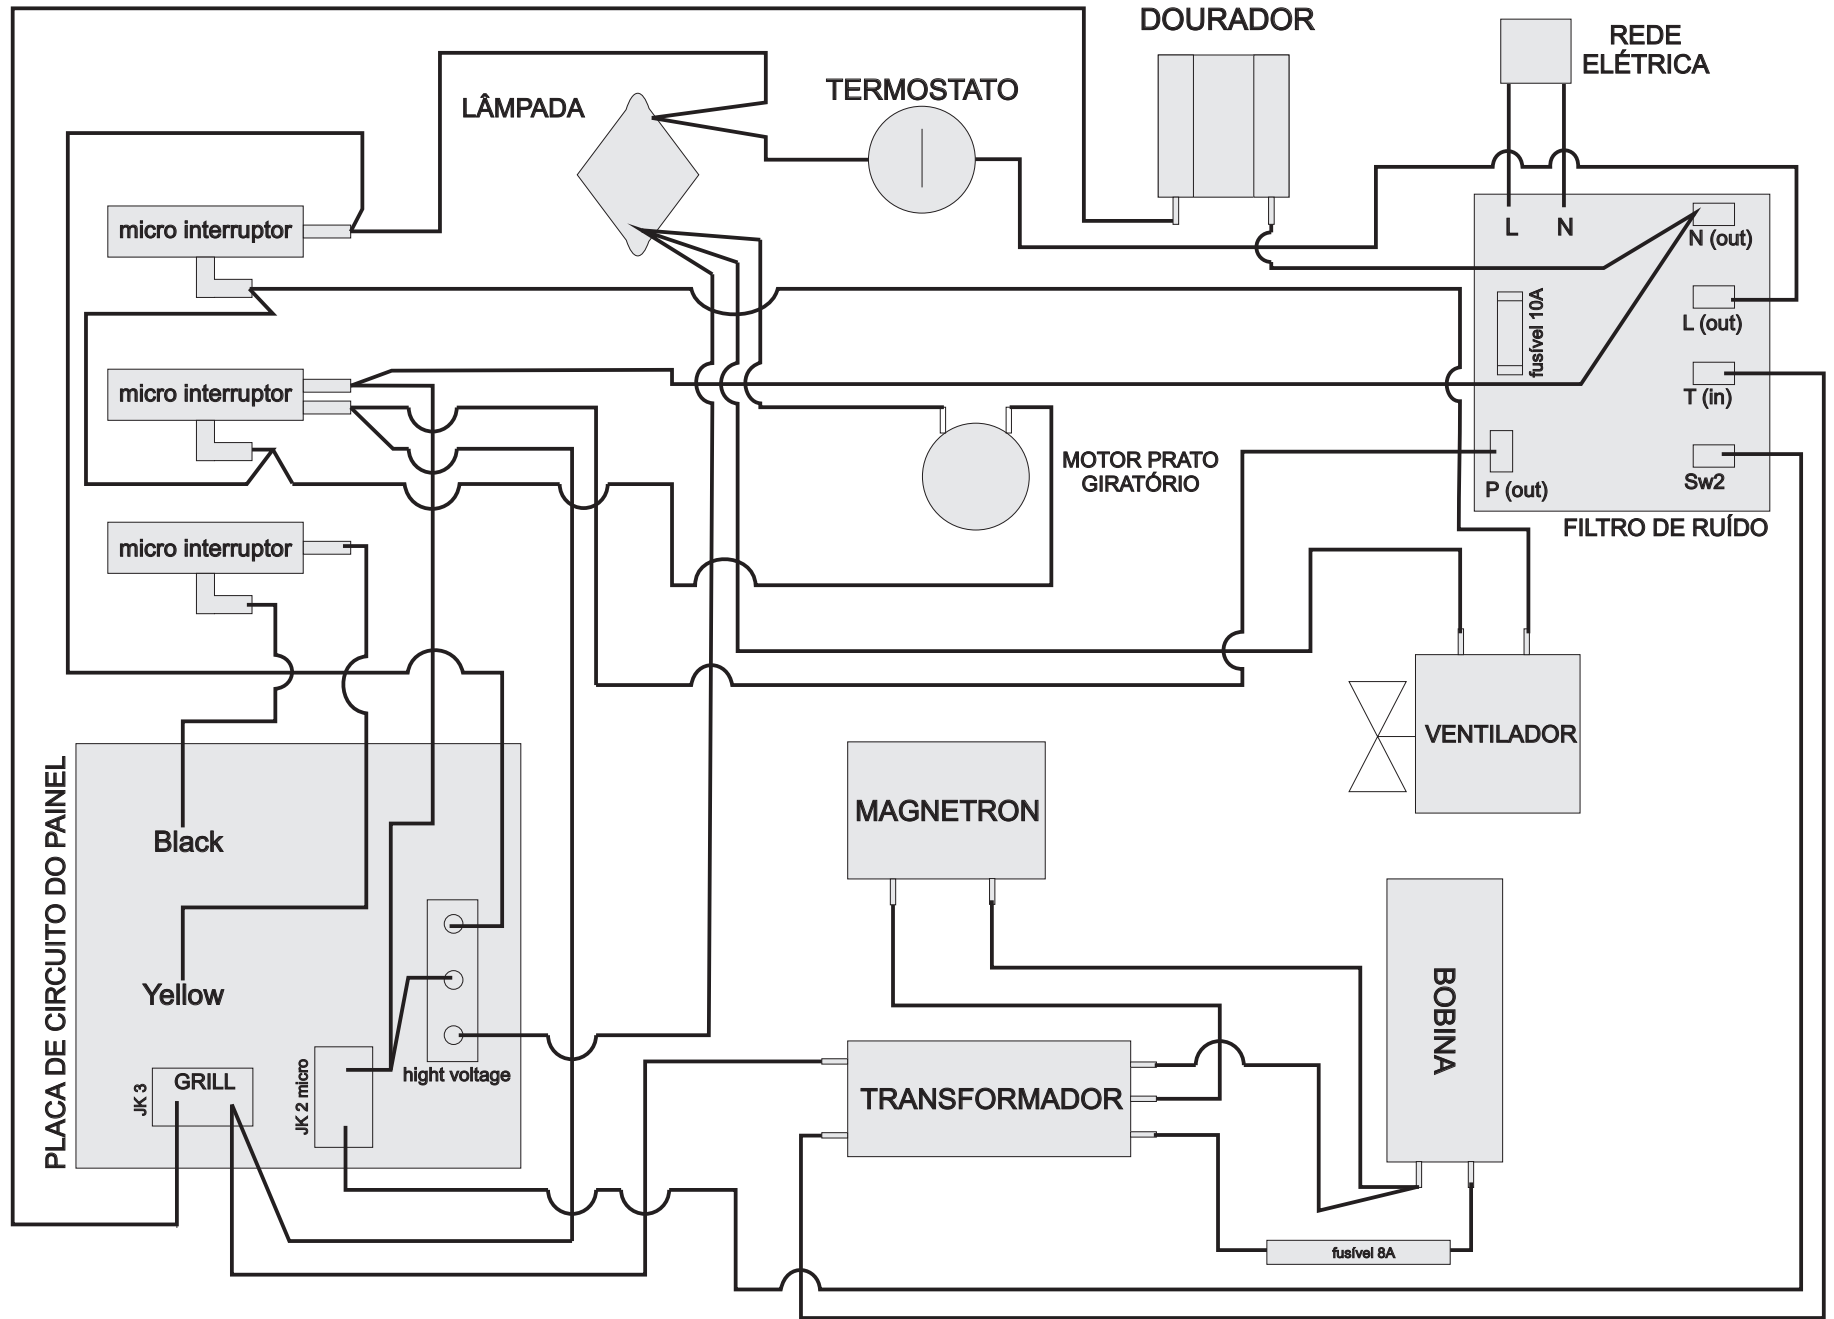 DOURADOR
REDE
ELÉTRICA
LÂMPADA
TERMOSTATO
micro interruptor
L
N
N (out)
fusível 10A
L (out)
micro interruptor
T (in)
MOTOR PRATO
GIRATÓRIO
P (out)
Sw2
FILTRO DE RUÍDO
micro interruptor
VENTILADOR
PLACA DE CIRCUITO DO PAINEL
MAGNETRON
Black
Yellow
BOBINA
hight voltage
GRILL
JK 3
JK 2 micro
TRANSFORMADOR
fusível 8A